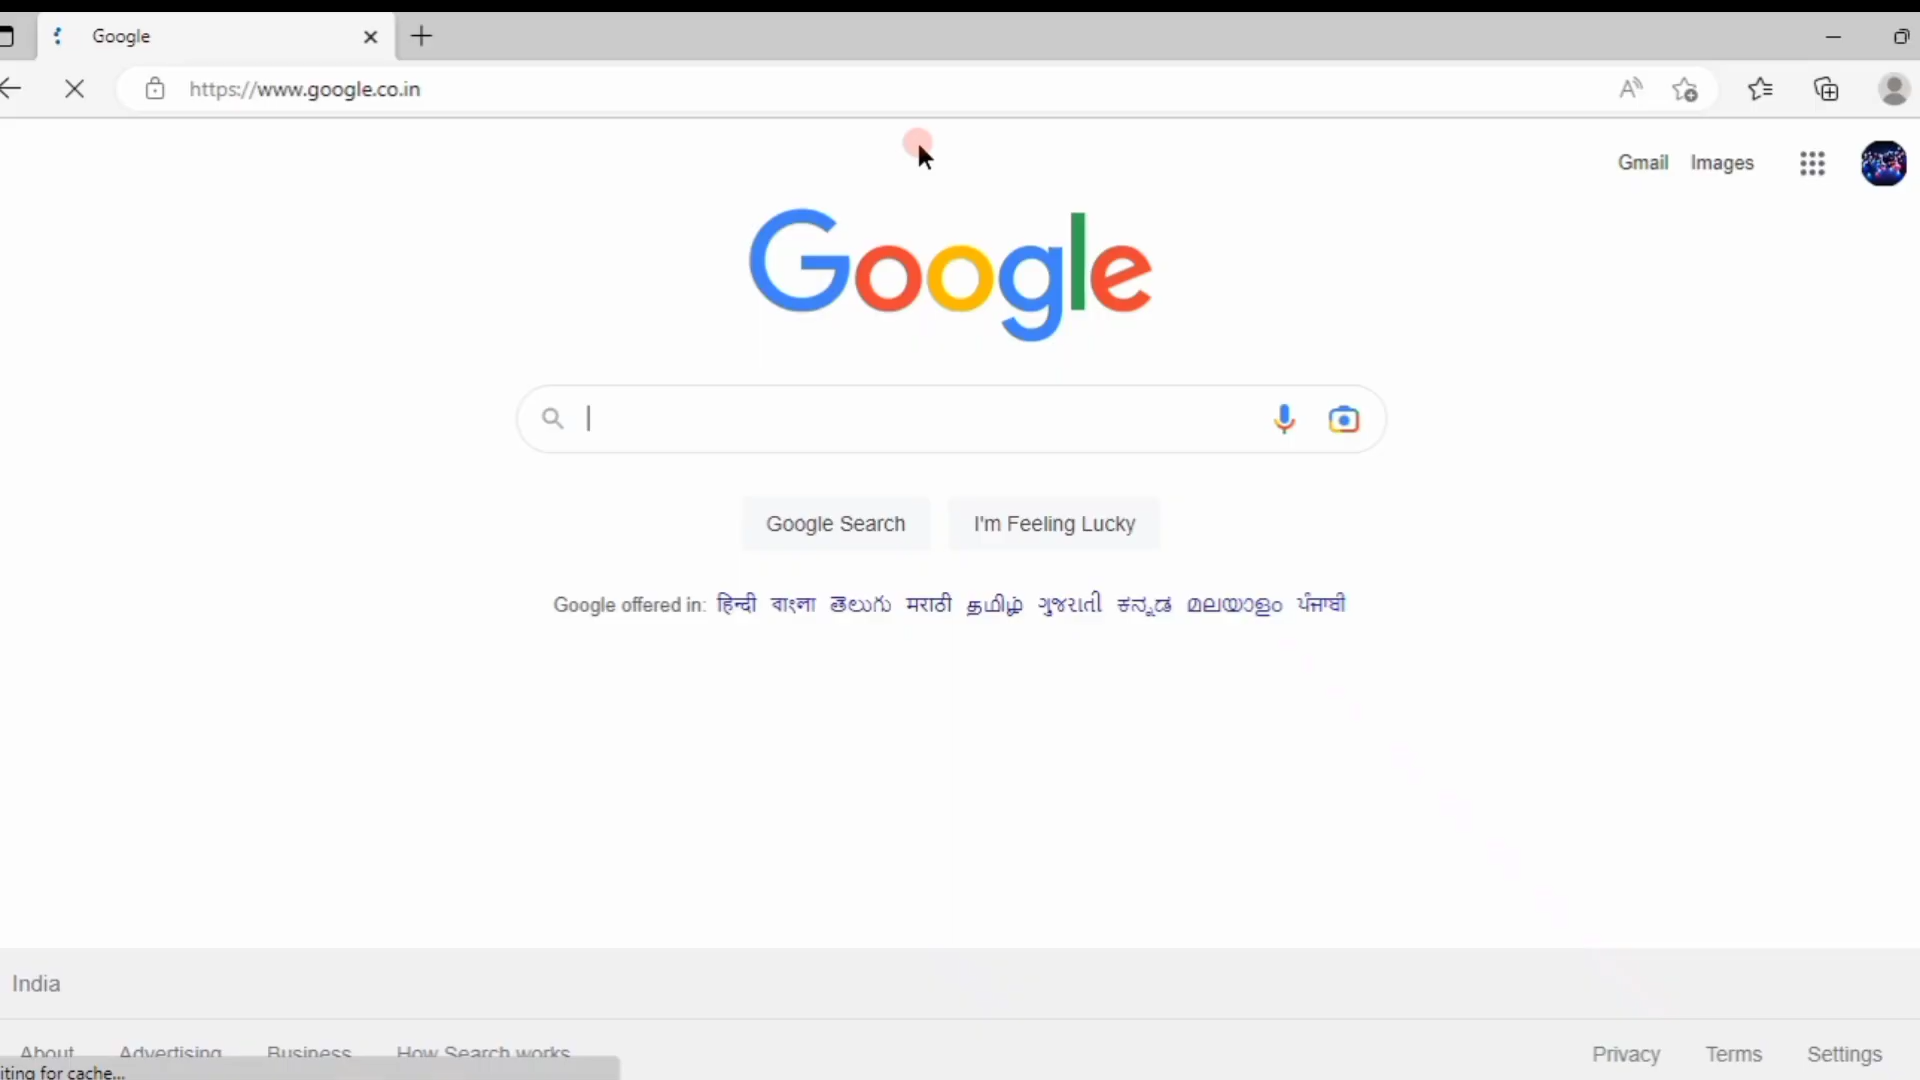 Google
https://www.google.co.in
Gmail Images
Google
Google Search I'm Feeling Lucky
Google offered in: हिन्दी বাংলা తెలుగు मराठी தமிழ் ગુજરાતી ಕನ್ನಡ മലയാളം ਪੰਜਾਬੀ
India
About Advertising Business How Search works Privacy Terms Settings
iting for cache...